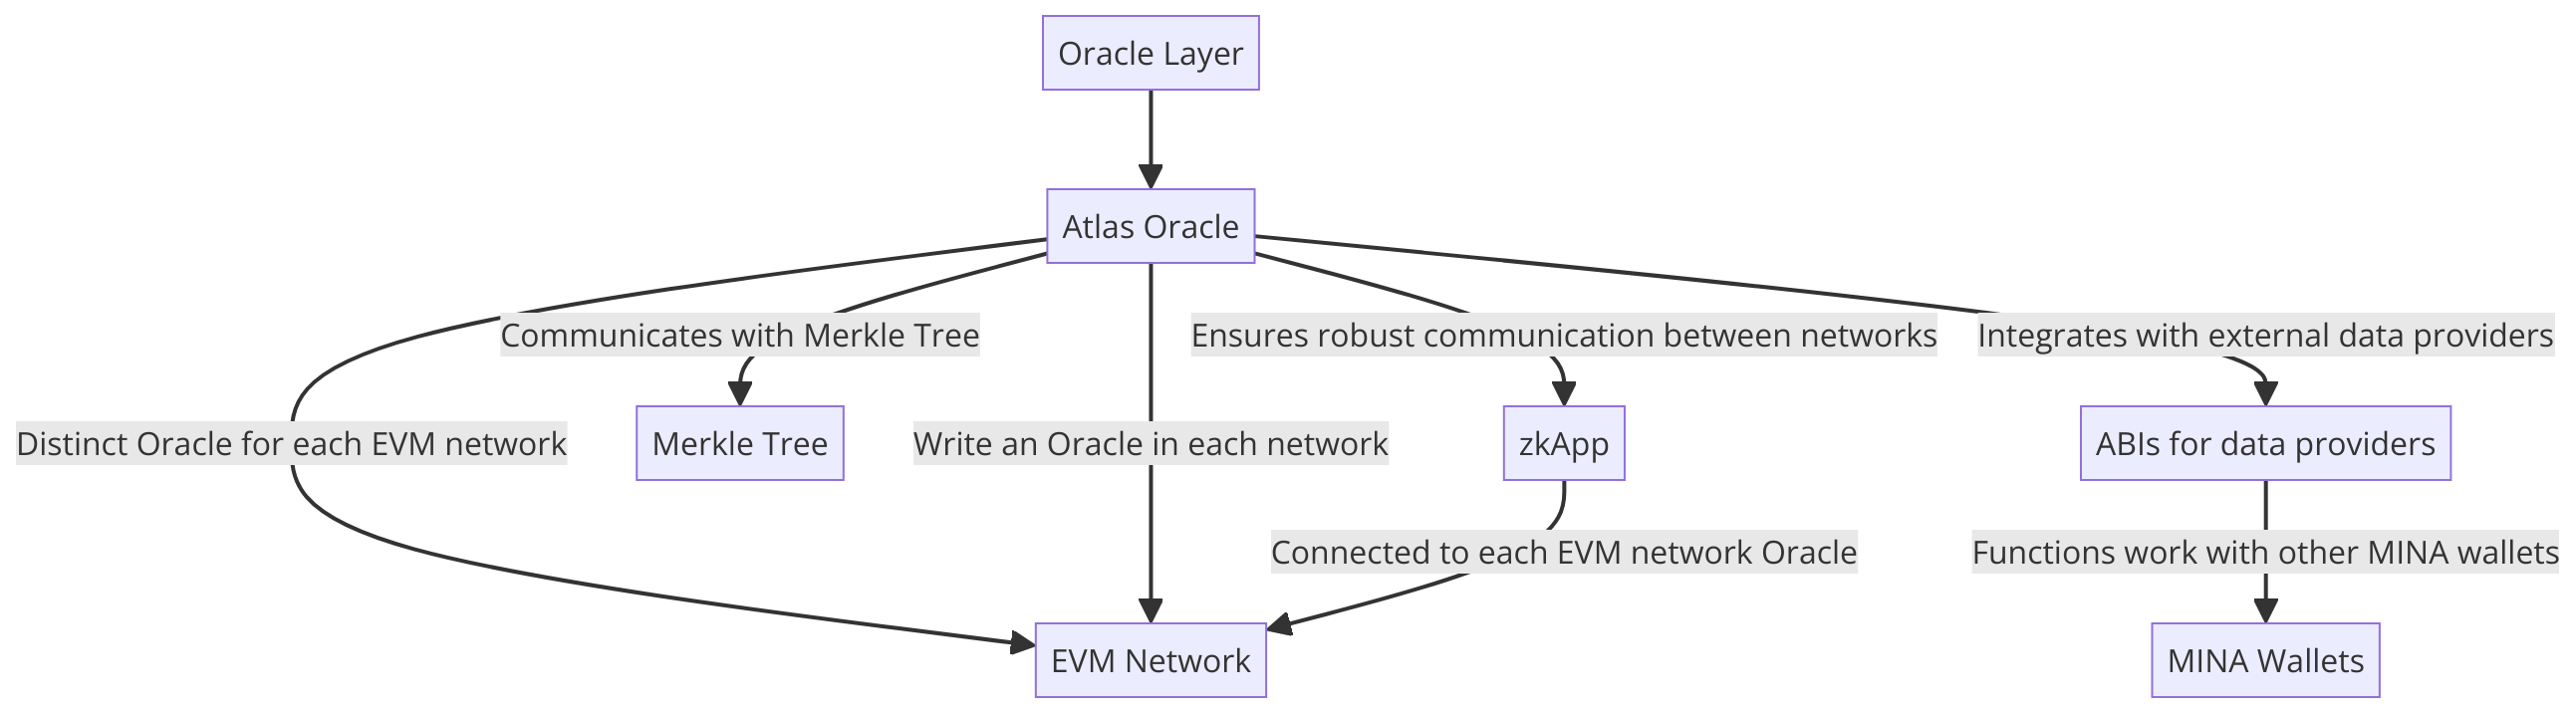 Oracle Layer
Atlas Oracle
Communicates with Merkle Tree
Ensures robust communication between networks
Integrates with external data providers
Distinct Oracle for each EVM network
Merkle Tree
Write an Oracle in each network
zkApp
ABIs for data providers
Connected to each EVM network Oracle
Functions work with other MINA wallets
EVM Network
MINA Wallets